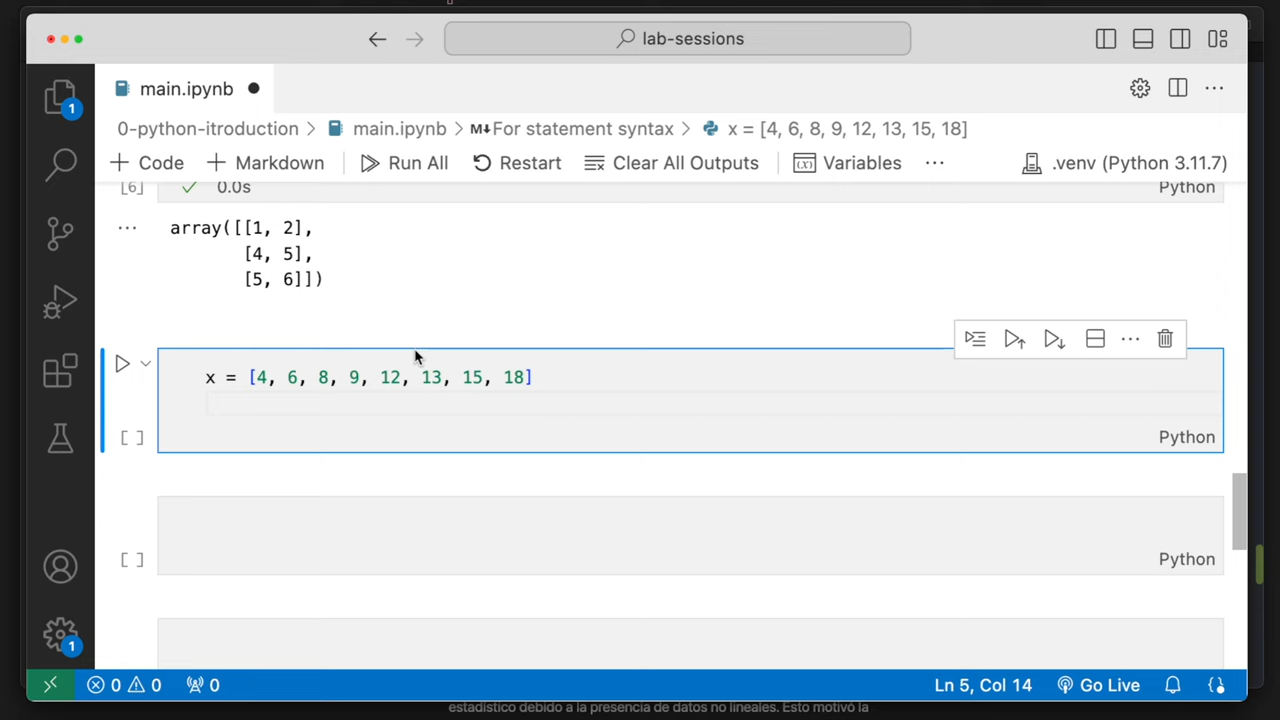 lab-sessions
main.ipynb
1
0-python-itroduction > main.ipynb > M↓For statement syntax > x = [4, 6, 8, 9, 12, 13, 15, 18]
+ Code + Markdown Run All Restart Clear All Outputs (x) Variables ... .venv (Python 3.11.7)
[6] 0.0s Python
... array([[1, 2],
[4, 5],
[5, 6]])
x = [4, 6, 8, 9, 12, 13, 15, 18]
[ ] Python
[ ] Python
1
0 0 0 Ln 5, Col 14 Go Live
estadístico debido a la presencia de datos no lineales. Esto motivó la